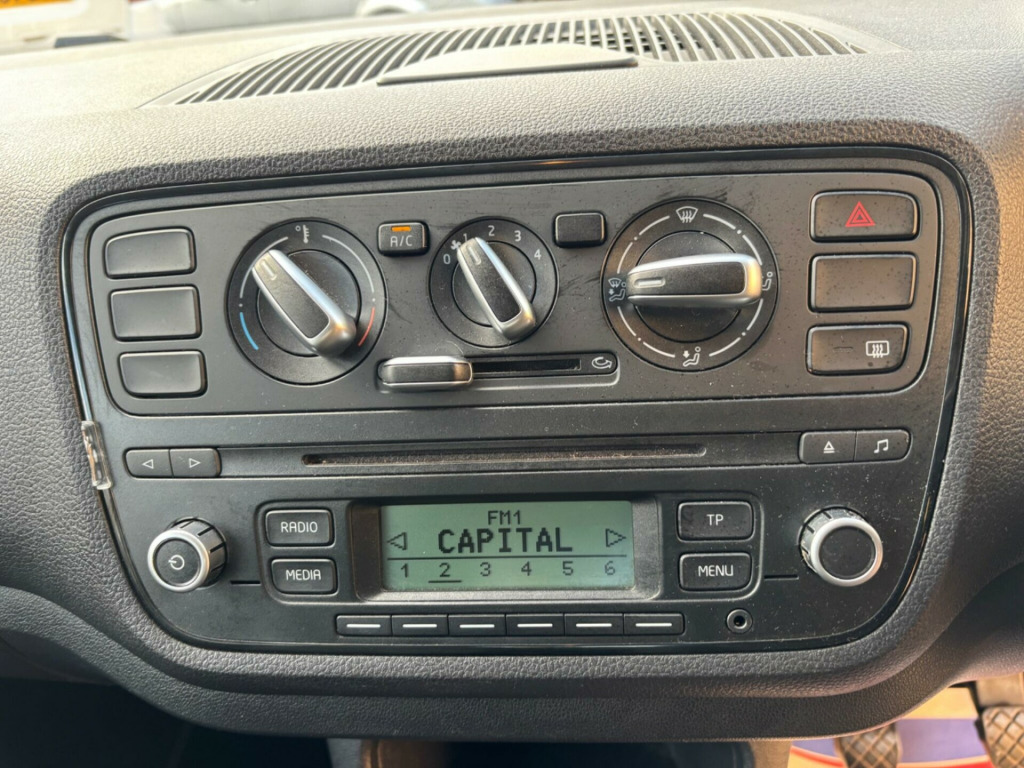 A/C
0 1 2 3 4
RADIO
MEDIA
FM1
CAPITAL
1 2 3 4 5 6
TP
MENU